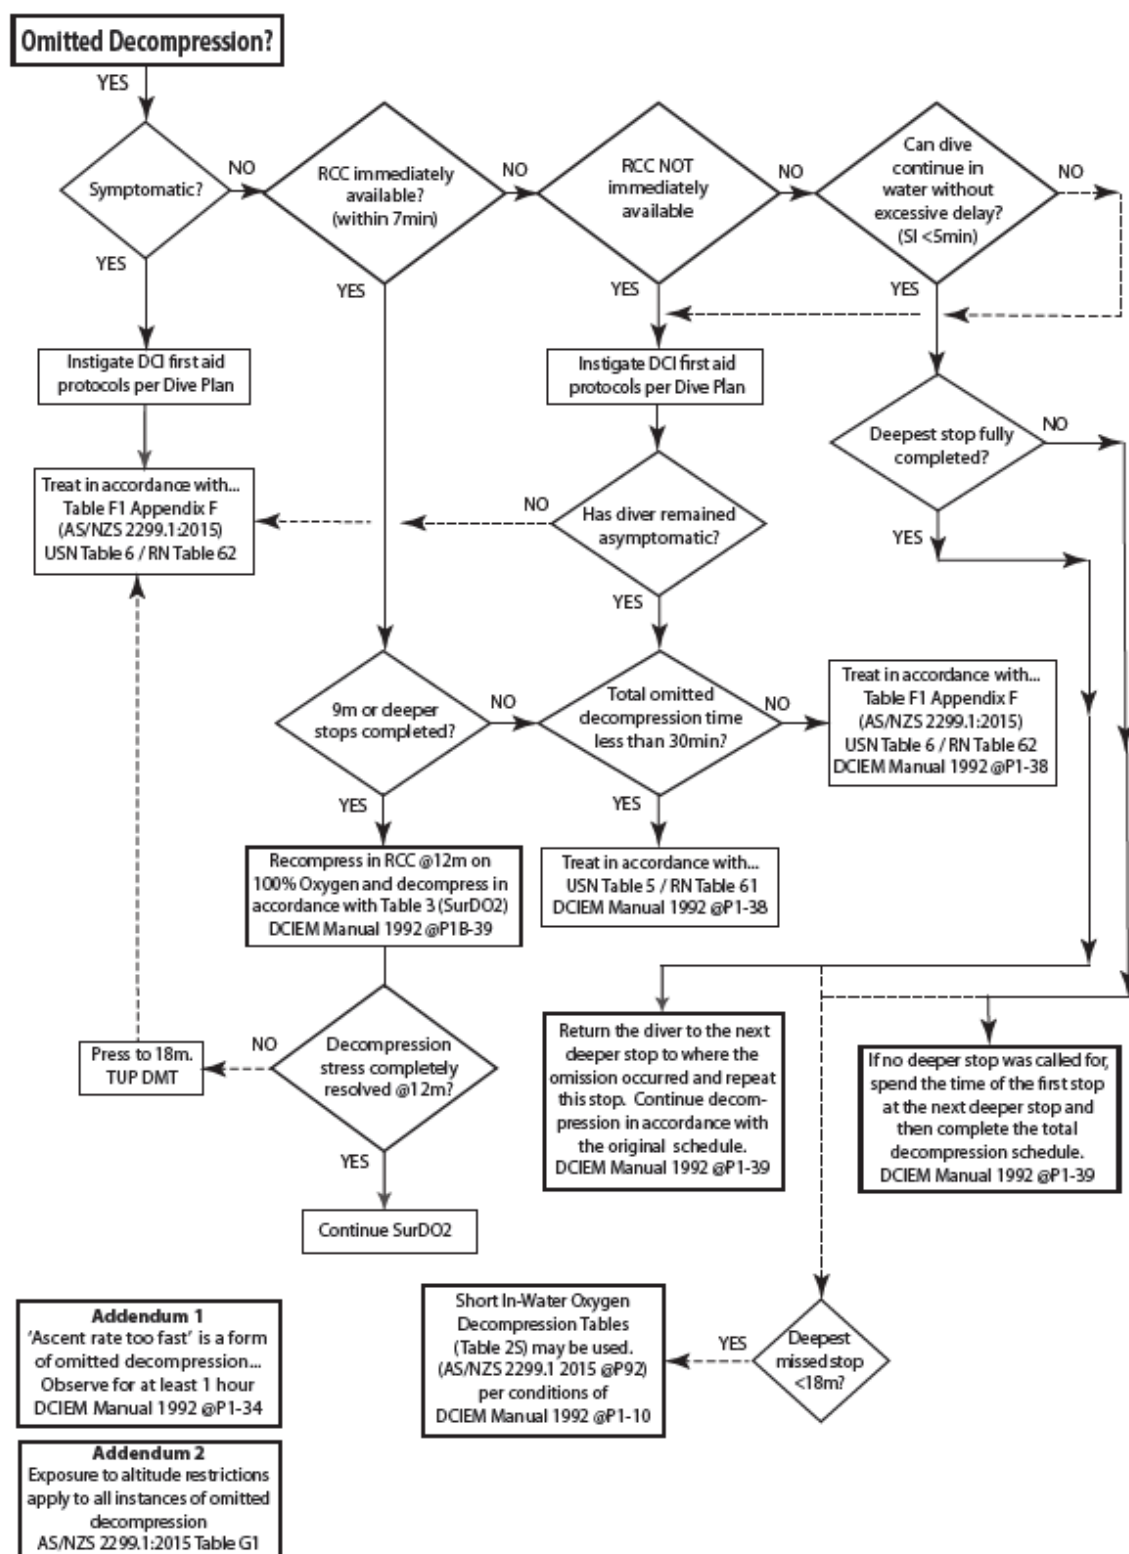 Omitted Decompression?
YES
Symptomatic?
NO
RCC immediately
available?
(within 7min)
NO
RCC NOT
immediately
available
NO
Can dive
continue in
water without
excessive delay?
(SI <5min)
NO
YES
YES
YES
YES
Instigate DCI first aid
protocols per Dive Plan
Instigate DCI first aid
protocols per Dive Plan
Deepest stop fully
completed?
NO
YES
Treat in accordance with...
Table F1 Appendix F
(AS/NZS 2299.1:2015)
USN Table 6 / RN Table 62
NO
Has diver remained
asymptomatic?
YES
9m or deeper
stops completed?
NO
Total omitted
decompression time
less than 30min?
NO
Treat in accordance with...
Table F1 Appendix F
(AS/NZS 2299.1:2015)
USN Table 6 / RN Table 62
DCIEM Manual 1992 @P1-38
YES
YES
Recompress in RCC @12m on
100% Oxygen and decompress in
accordance with Table 3 (SurDO2)
DCIEM Manual 1992 @P1B-39
Treat in accordance with...
USN Table 5 / RN Table 61
DCIEM Manual 1992 @P1-38
Press to 18m.
TUP DMT
NO
Decompression
stress completely
resolved @12m?
YES
Continue SurDO2
Return the diver to the next
deeper stop to where the
omission occurred and repeat
this stop. Continue decom-
pression in accordance with
the original schedule.
DCIEM Manual 1992 @P1-39
If no deeper stop was called for,
spend the time of the first stop
at the next deeper stop and
then complete the total
decompression schedule.
DCIEM Manual 1992 @P1-39
Short In-Water Oxygen
Decompression Tables
(Table 2S) may be used.
(AS/NZS 2299.1 2015 @P92)
per conditions of
DCIEM Manual 1992 @P1-10
YES
Deepest
missed stop
<18m?
Addendum 1
'Ascent rate too fast' is a form
of omitted decompression...
Observe for at least 1 hour
DCIEM Manual 1992 @P1-34
Addendum 2
Exposure to altitude restrictions
apply to all instances of omitted
decompression
AS/NZS 2299.1:2015 Table G1